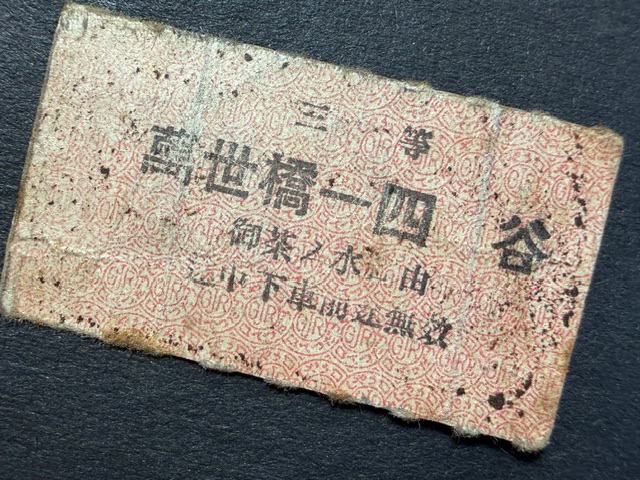 三等
萬世橋一四谷
御茶ノ水経由
途中下車前途無效